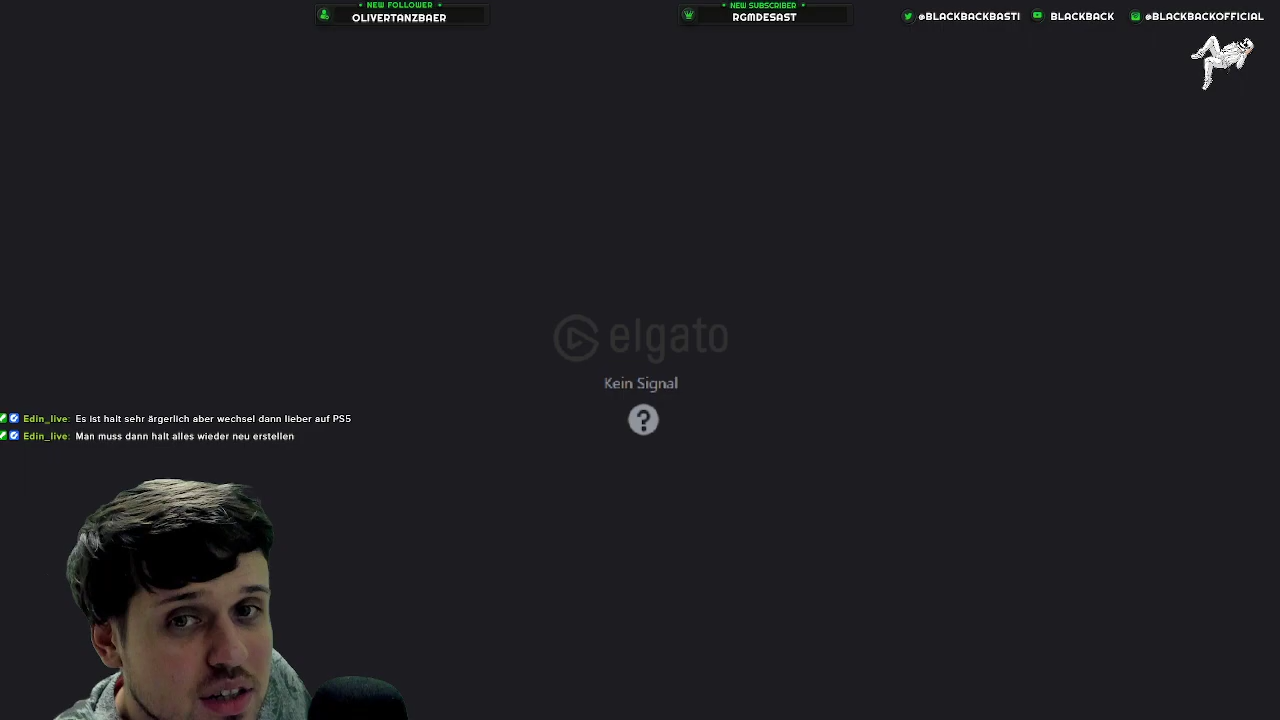 • NEW FOLLOWER •
OLIVERTANZBAER
• NEW SUBSCRIBER •
RGMDESAST
@BLACKBACKBASTI
BLACKBACK
@BLACKBACKOFFICIAL
elgato
Kein Signal
?
Edin_live: Es ist halt sehr ärgerlich aber wechsel dann lieber auf PS5
Edin_live: Man muss dann halt alles wieder neu erstellen